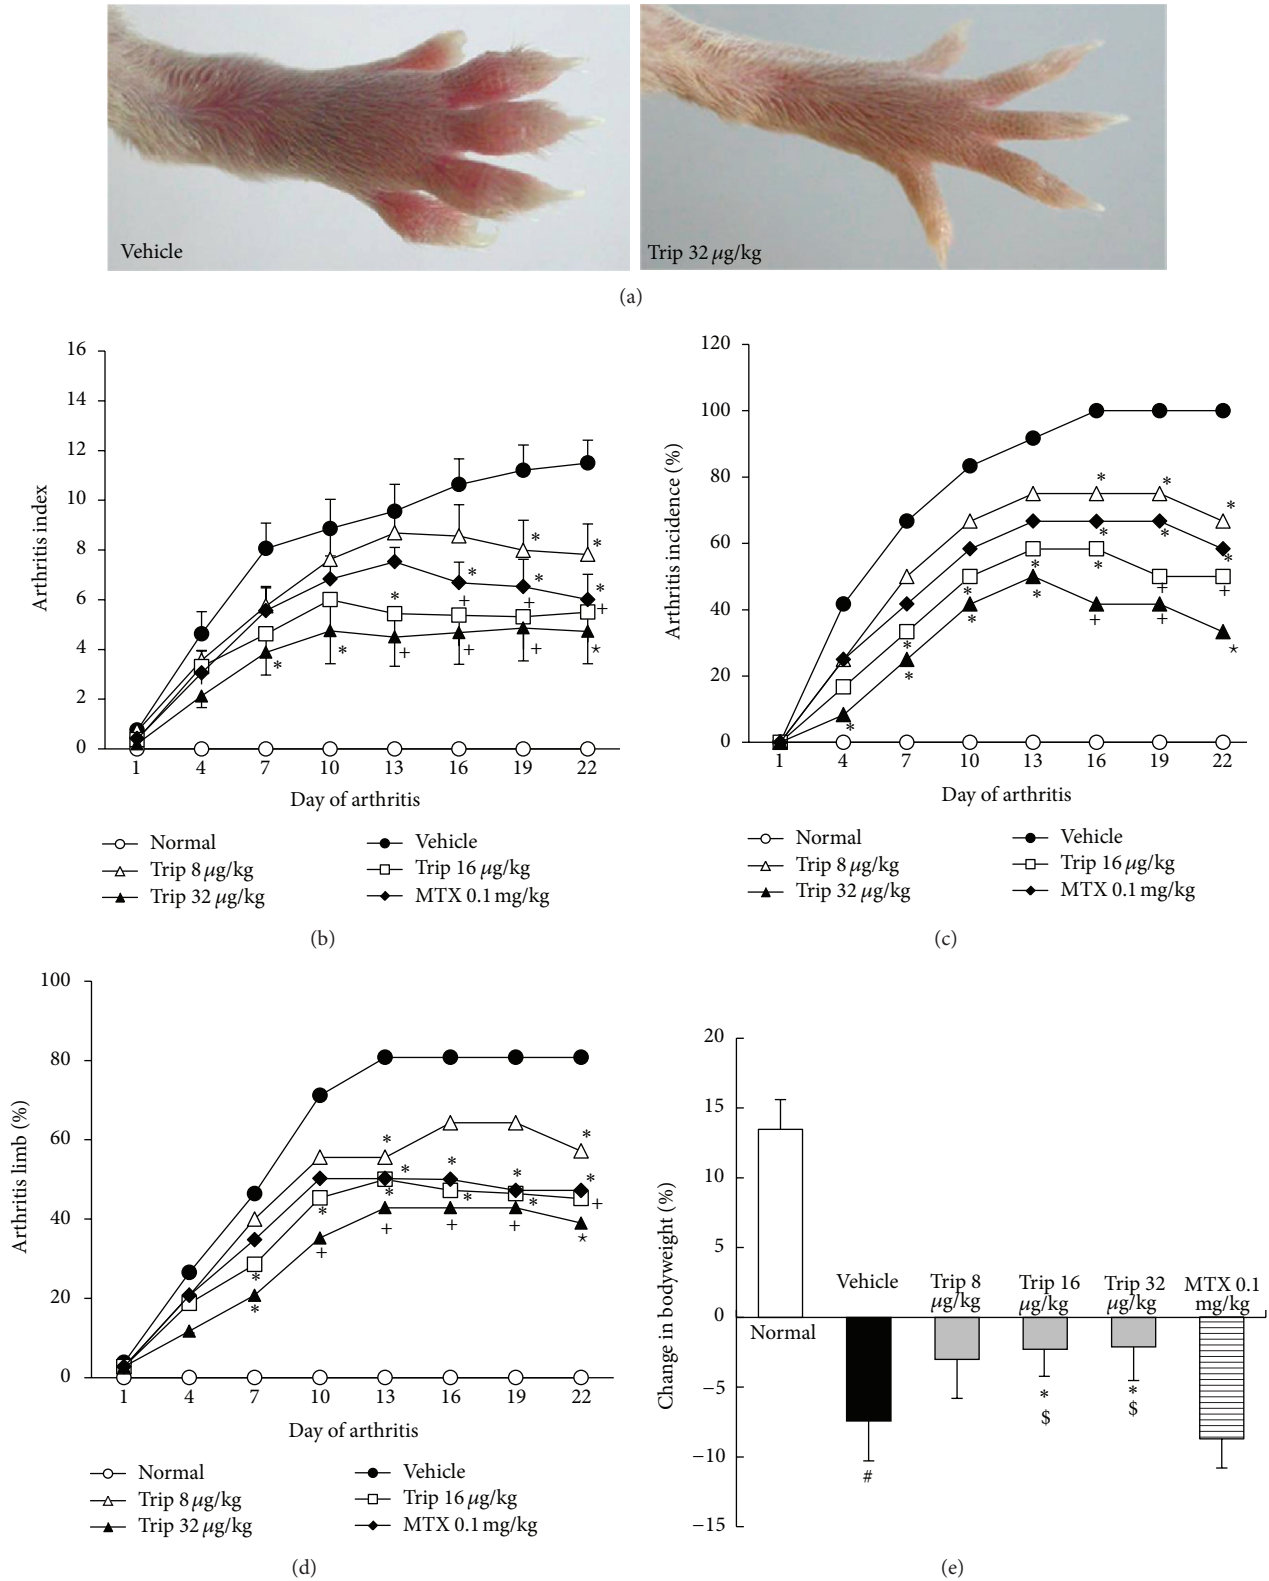 Vehicle
Trip 32 μg/kg
(a)
16
14
12
10
8
6
4
2
0
Arthritis index
* * * * * * * * * *
+ + + + + +
⋆
1 4 7 10 13 16 19 22
Day of arthritis
Normal Vehicle
Trip 8 μg/kg Trip 16 μg/kg
Trip 32 μg/kg MTX 0.1 mg/kg
(b)
120
100
80
60
40
20
0
Arthritis incidence (%)
* * * * * * * * * * * * * *
+ + + +
⋆
1 4 7 10 13 16 19 22
Day of arthritis
Normal Vehicle
Trip 8 μg/kg Trip 16 μg/kg
Trip 32 μg/kg MTX 0.1 mg/kg
(c)
100
80
60
40
20
0
Arthritis limb (%)
* * * * * * * * * * * *
+ + + + +
⋆
1 4 7 10 13 16 19 22
Day of arthritis
Normal Vehicle
Trip 8 μg/kg Trip 16 μg/kg
Trip 32 μg/kg MTX 0.1 mg/kg
(d)
20
15
10
5
0
−5
−10
−15
Change in bodyweight (%)
Normal
Vehicle
Trip 8
μg/kg
Trip 16
μg/kg
Trip 32
μg/kg
MTX 0.1
mg/kg
#
* *
$ $
(e)